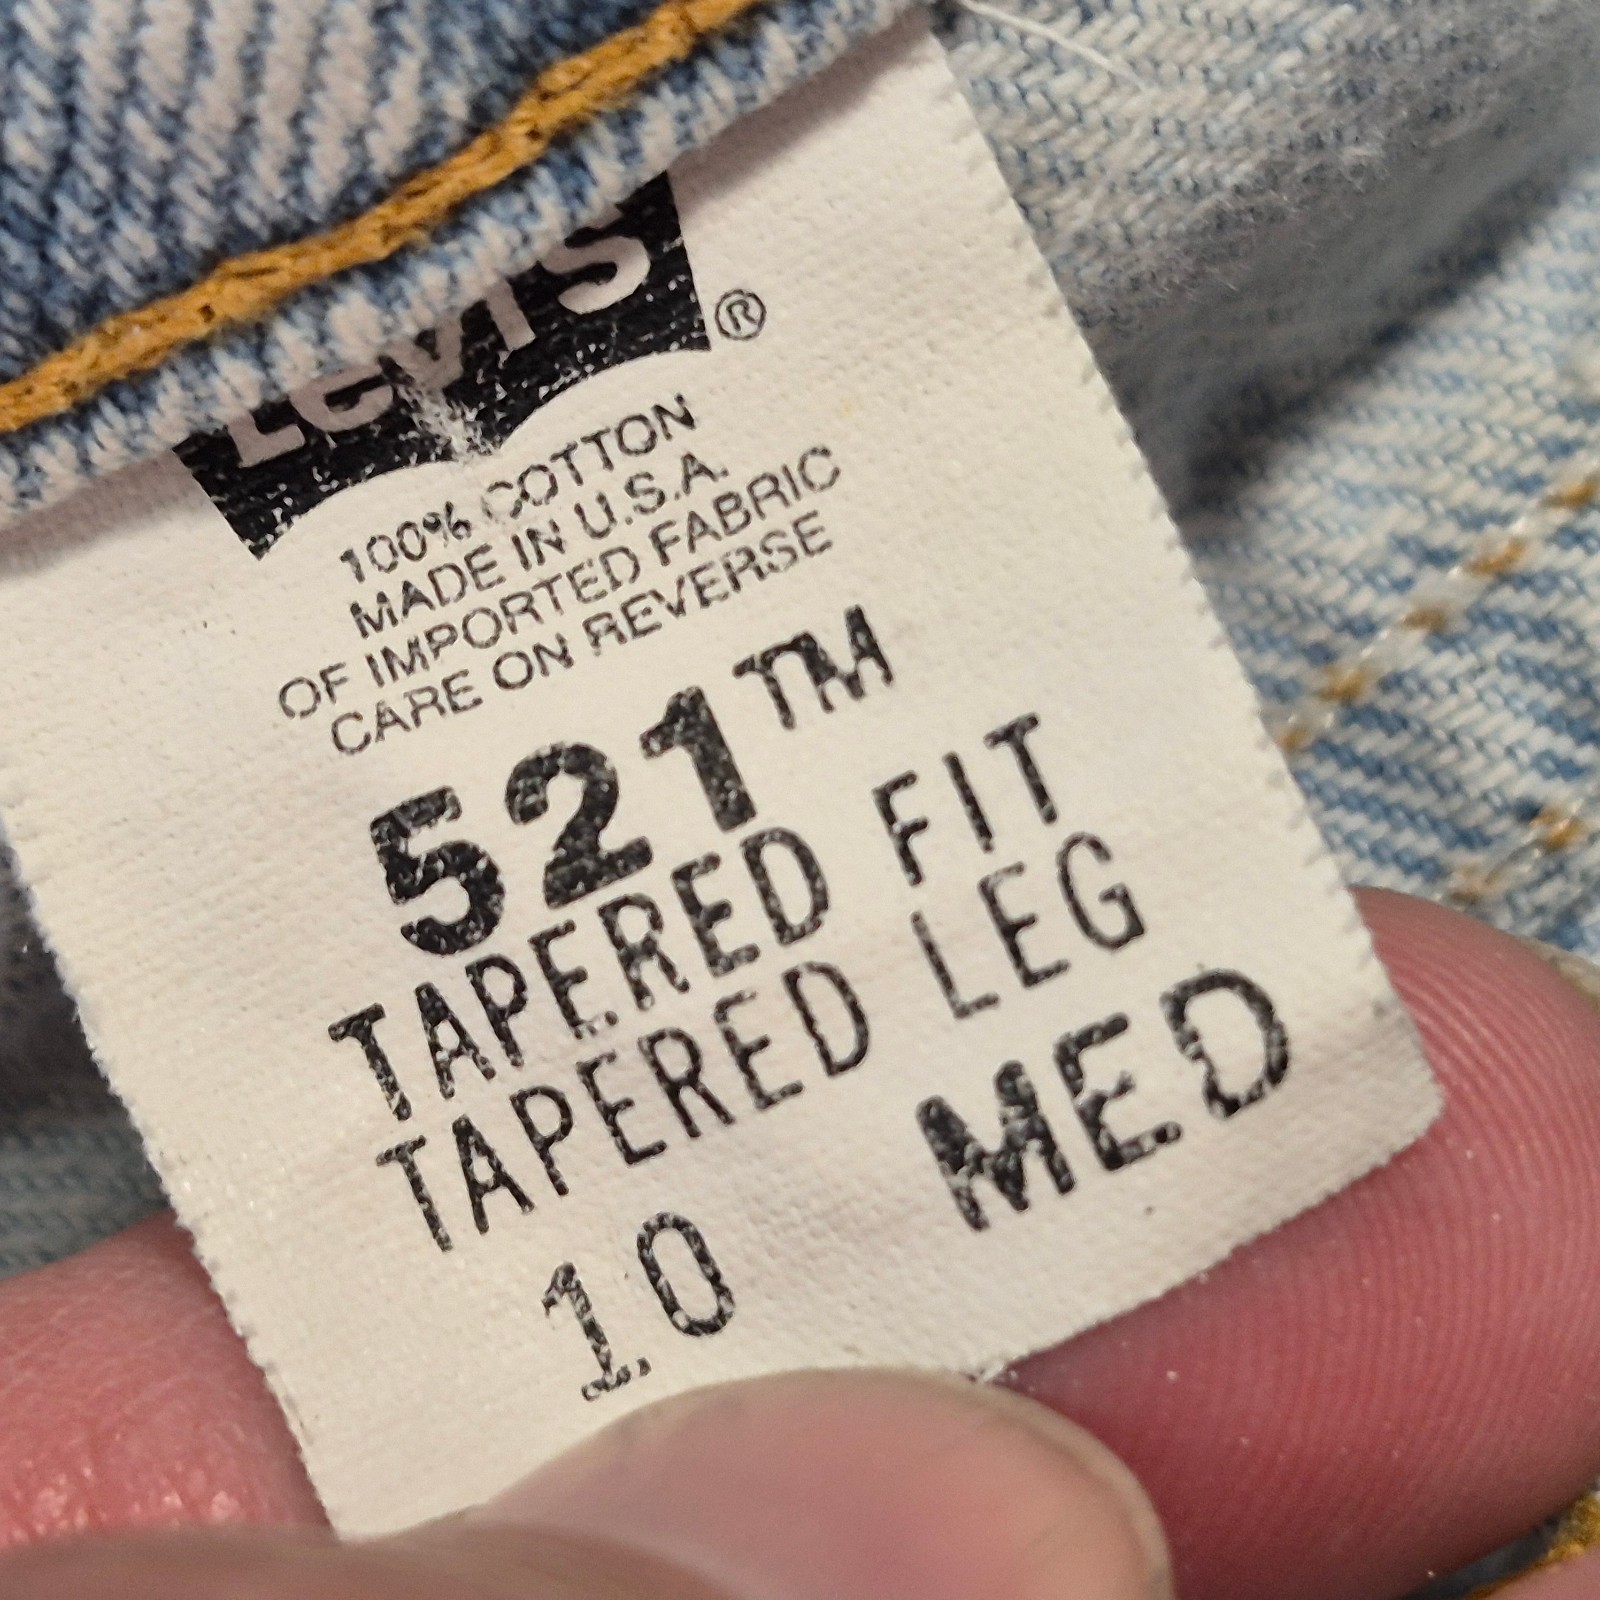 Levi's ®
100% COTTON
MADE IN U.S.A.
OF IMPORTED FABRIC
CARE ON REVERSE
521™
TAPERED FIT
TAPERED LEG
10 MED